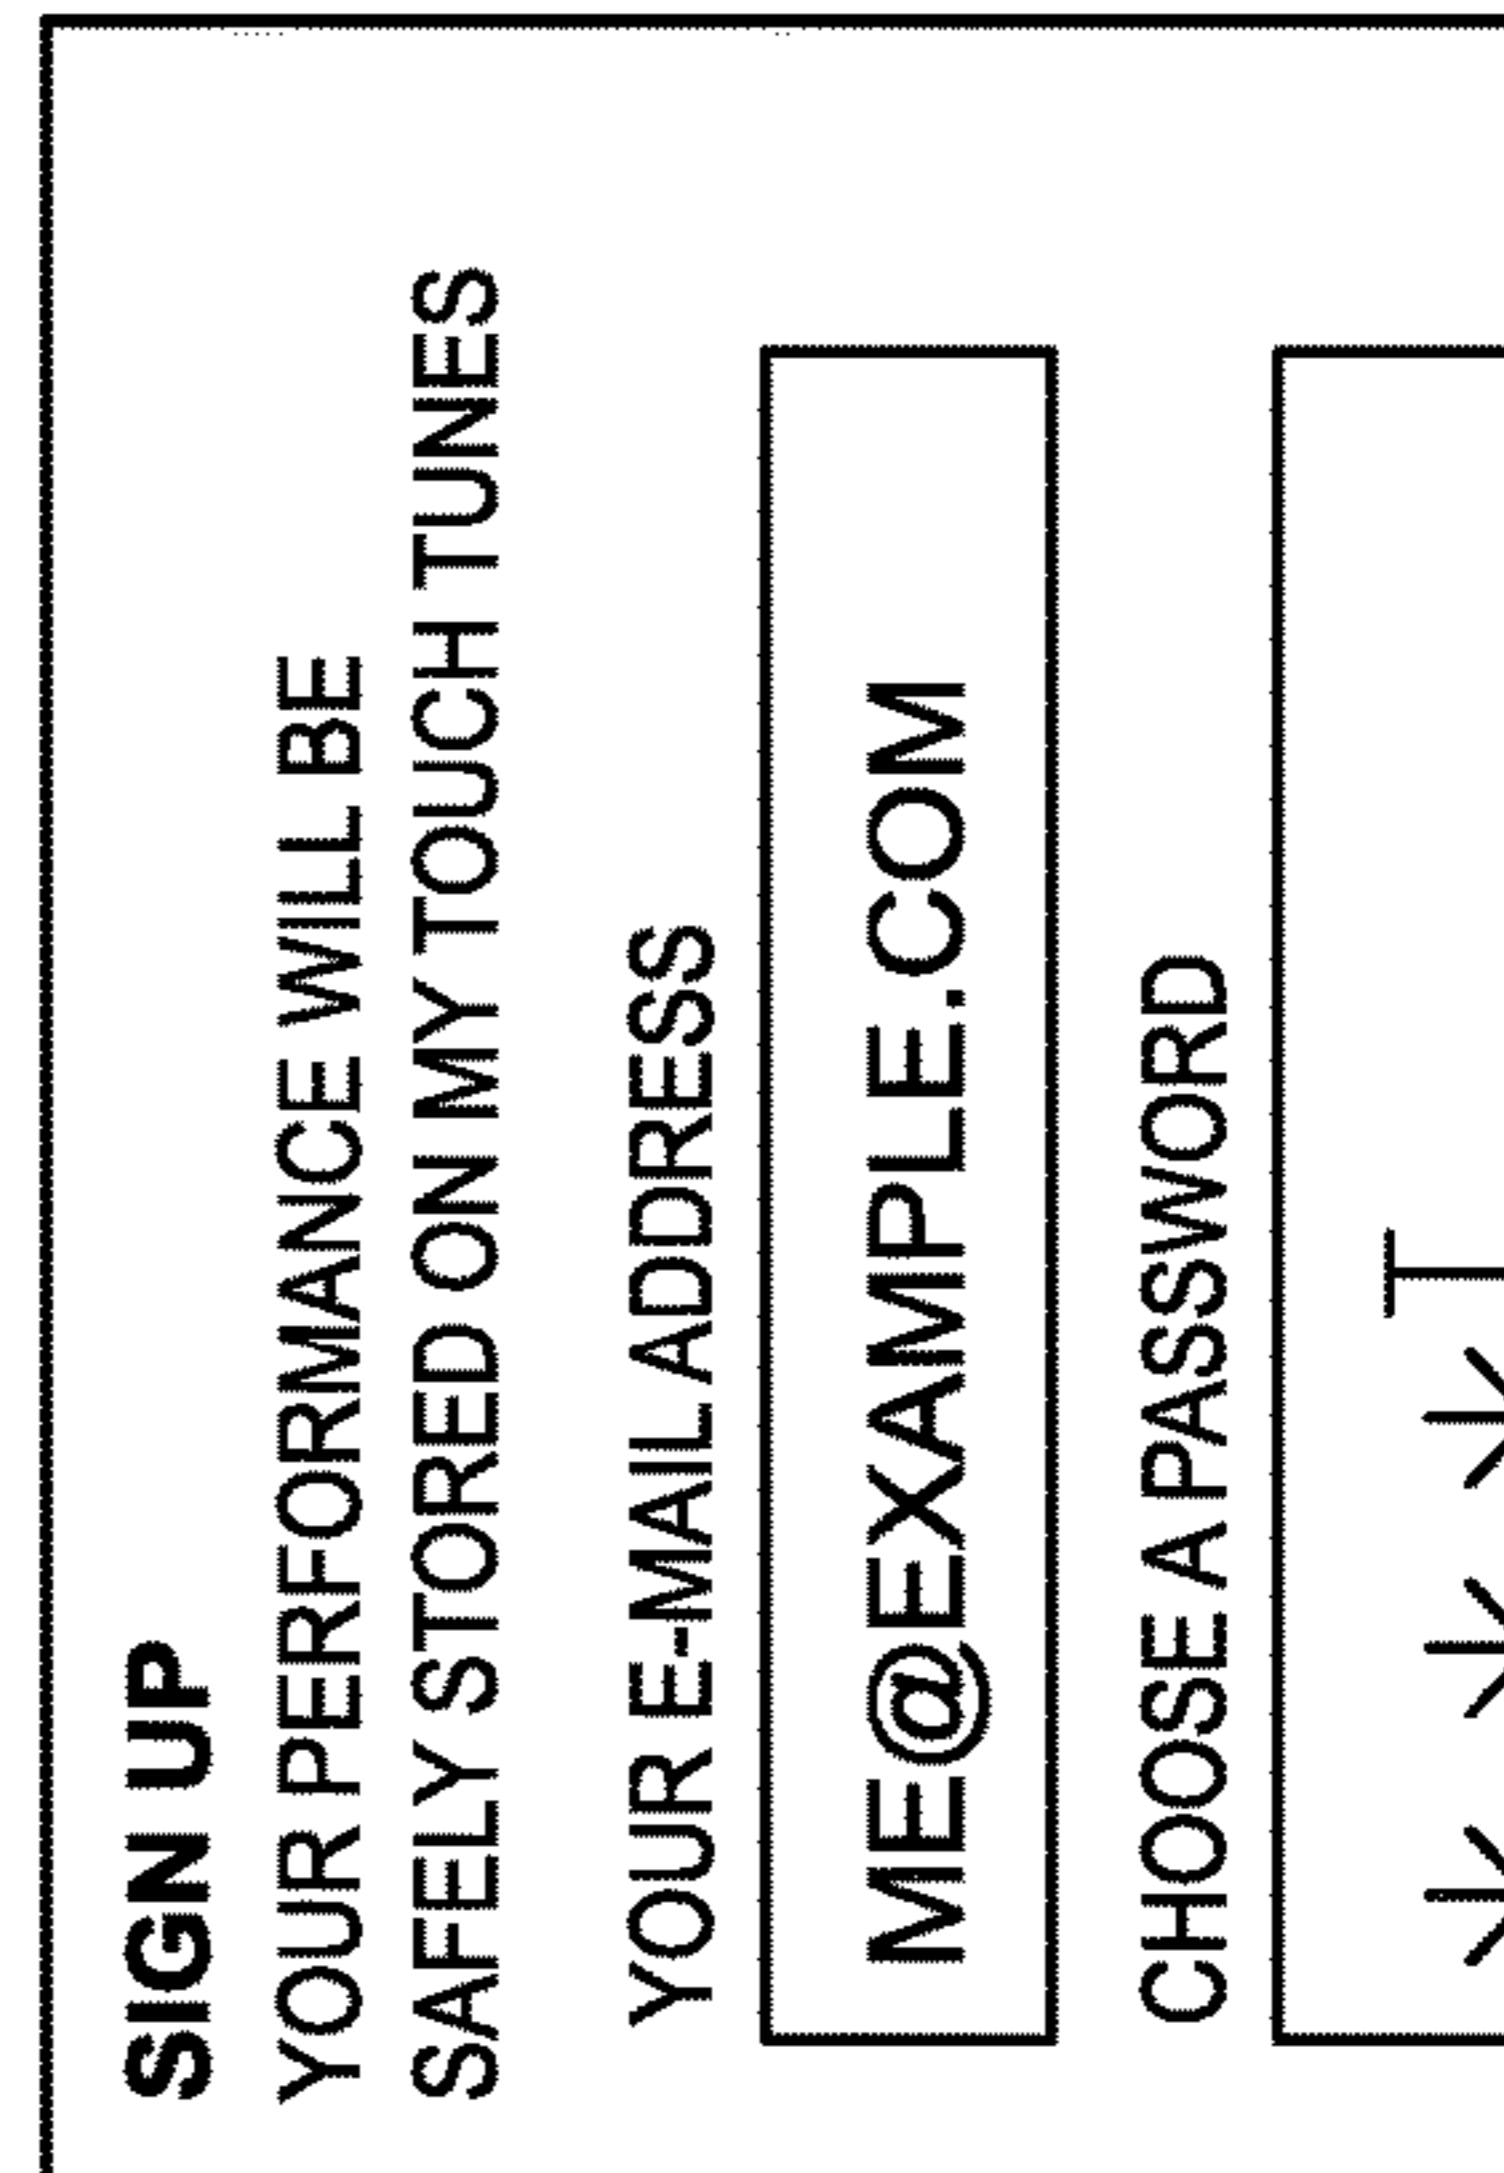 SIGN UP
YOUR PERFORMANCE WILL BE
SAFELY STORED ON MY TOUCH TUNES
YOUR E-MAIL ADDRESS
ME@EXAMPLE.COM
CHOOSE A PASSWORD
***